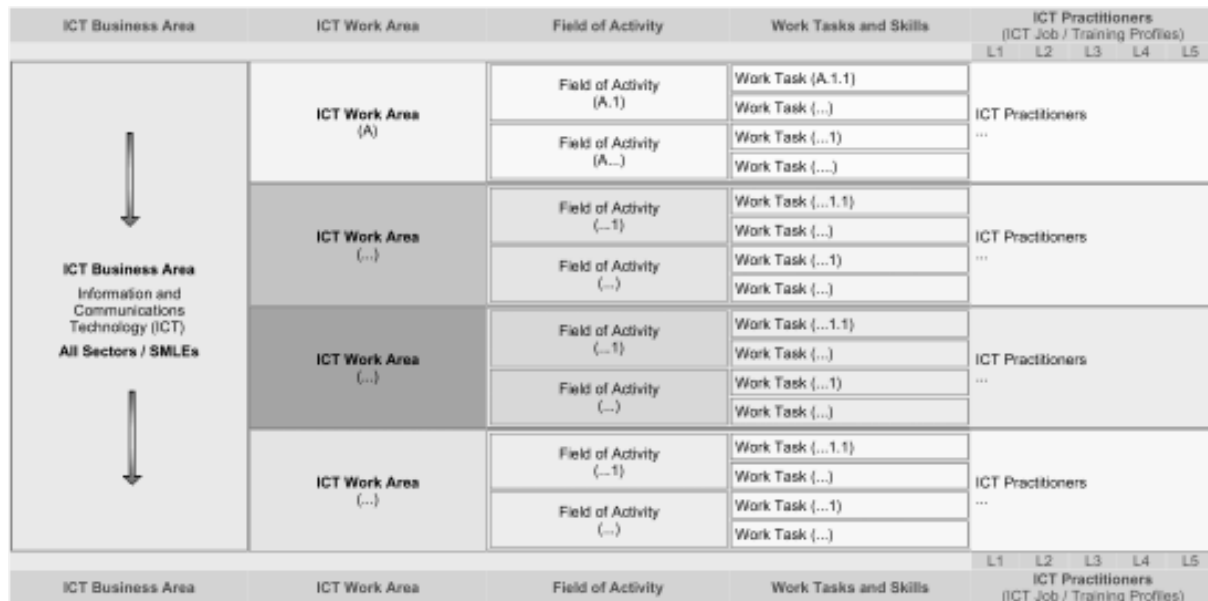 ICT Business Area ICT Work Area Field of Activity Work Tasks and Skills ICT Practitioners
(ICT Job / Training Profiles)
L1 L2 L3 L4 L5
ICT Business Area
Information and
Communications
Technology (ICT)
All Sectors / SMLEs
ICT Work Area
(A)
Field of Activity
(A.1)
Work Task (A.1.1)
Work Task (...)
Field of Activity
(A...)
Work Task (...1)
Work Task (....)
ICT Practitioners
...
ICT Work Area
(...)
Field of Activity
(...1)
Work Task (...1.1)
Work Task (...)
Field of Activity
(...)
Work Task (...1)
Work Task (...)
ICT Practitioners
...
ICT Work Area
(...)
Field of Activity
(...1)
Work Task (...1.1)
Work Task (...)
Field of Activity
(...)
Work Task (...1)
Work Task (...)
ICT Practitioners
...
ICT Work Area
(...)
Field of Activity
(...1)
Work Task (...1.1)
Work Task (...)
Field of Activity
(...)
Work Task (...1)
Work Task (...)
ICT Practitioners
...
L1 L2 L3 L4 L5
ICT Business Area ICT Work Area Field of Activity Work Tasks and Skills ICT Practitioners
(ICT Job / Training Profiles)